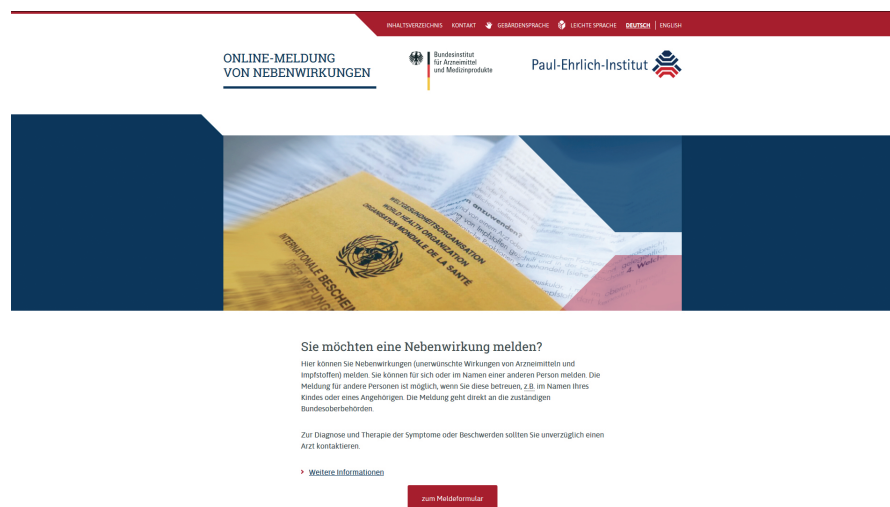 INHALTSVERZEICHNIS KONTAKT GEBÄRDENSPRACHE LEICHTE SPRACHE DEUTSCH | ENGLISH
ONLINE-MELDUNG
VON NEBENWIRKUNGEN
Bundesinstitut
für Arzneimittel
und Medizinprodukte
Paul-Ehrlich-Institut
WELTGESUNDHEITSORGANISATION
WORLD HEALTH ORGANIZATION
ORGANISATION MONDIALE DE LA SANTÉ
INTERNATIONALE BESCHEIN
IMPFUNG
anzuwenden?
von Impfstoffen
Sie möchten eine Nebenwirkung melden?
Hier können Sie Nebenwirkungen (unerwünschte Wirkungen von Arzneimitteln und
Impfstoffen) melden. Sie können für sich oder im Namen einer anderen Person melden. Die
Meldung für andere Personen ist möglich, wenn Sie diese betreuen, z.B. im Namen Ihres
Kindes oder eines Angehörigen. Die Meldung geht direkt an die zuständigen
Bundesoberbehörden.
Zur Diagnose und Therapie der Symptome oder Beschwerden sollten Sie unverzüglich einen
Arzt kontaktieren.
Weitere Informationen
zum Meldeformular